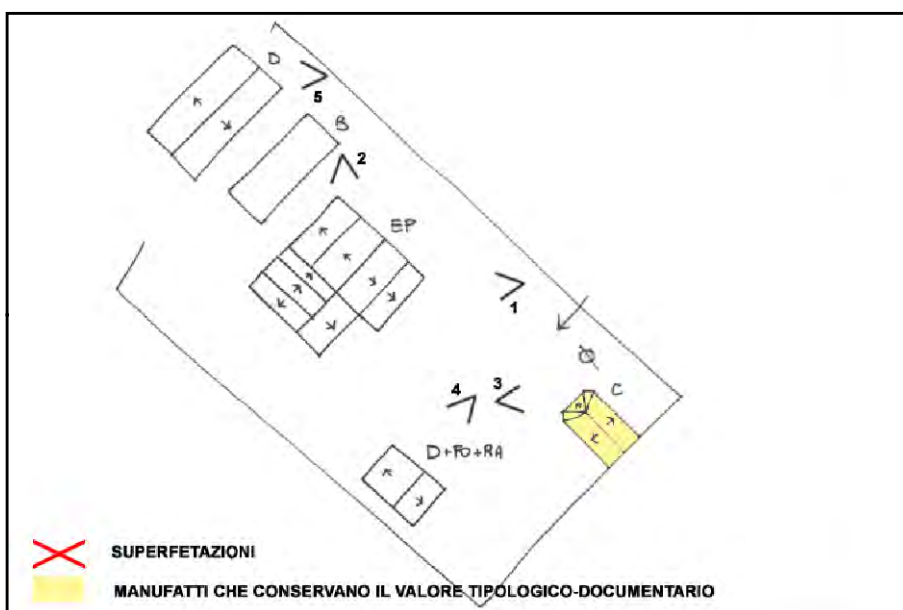 D
5
B
2
EP
1
C
4
3
D+FO+RA
SUPERFETAZIONI
MANUFATTI CHE CONSERVANO IL VALORE TIPOLOGICO-DOCUMENTARIO